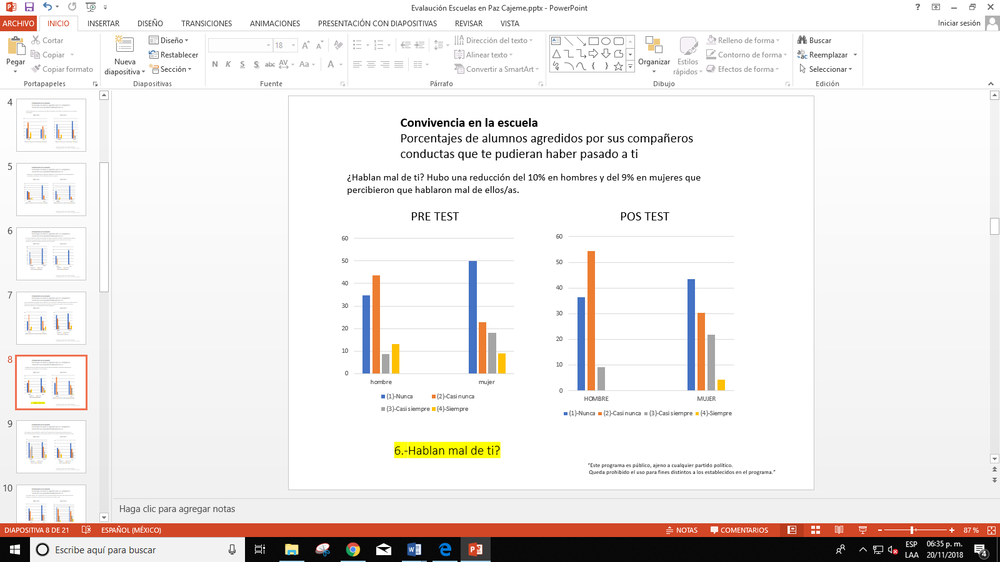 Evalaución Escuelas en Paz Cajeme.pptx - PowerPoint
ARCHIVO INICIO INSERTAR DISEÑO TRANSICIONES ANIMACIONES PRESENTACIÓN CON DIAPOSITIVAS REVISAR VISTA Iniciar sesión
Pegar
Cortar
Copiar
Copiar formato
Portapapeles
Nueva diapositiva
Diseño
Restablecer
Sección
Diapositivas
18
N K S S abc AV Aa A
Fuente
Párrafo
Dirección del texto
Alinear texto
Convertir a SmartArt
Organizar
Estilos rápidos
Relleno de forma
Contorno de forma
Efectos de forma
Dibujo
Buscar
Reemplazar
Seleccionar
Edición
4
5
6
7
8
9
10
Convivencia en la escuela
Porcentajes de alumnos agredidos por sus compañeros
conductas que te pudieran haber pasado a ti
¿Hablan mal de ti? Hubo una reducción del 10% en hombres y del 9% en mujeres que
percibieron que hablaron mal de ellos/as.
PRE TEST
60
50
40
30
20
10
0
hombre mujer
(1)-Nunca (2)-Casi nunca
(3)-Casi siempre (4)-Siempre
POS TEST
60
50
40
30
20
10
0
HOMBRE MUJER
(1)-Nunca (2)-Casi nunca (3)-Casi siempre (4)-Siempre
6.-Hablan mal de ti?
“Este programa es público, ajeno a cualquier partido político.
Queda prohibido el uso para fines distintos a los establecidos en el programa.”
Haga clic para agregar notas
DIAPOSITIVA 8 DE 21 ESPAÑOL (MÉXICO) NOTAS COMENTARIOS 87 %
Escribe aquí para buscar
ESP
LAA
06:35 p. m.
20/11/2018
4